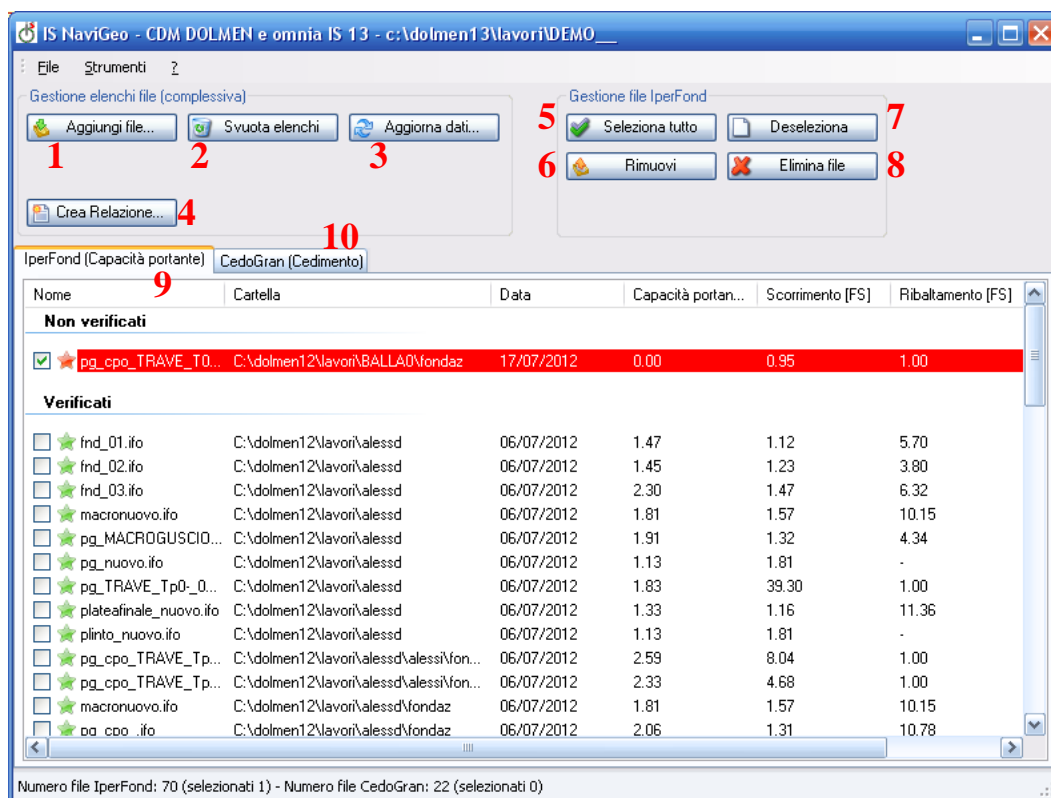 IS NaviGeo - CDM DOLMEN e omnia IS 13 - c:\dolmen13\lavori\DEMO__
File Strumenti ?
Gestione elenchi file (complessiva) Gestione file IperFond
Aggiungi file... Svuota elenchi Aggiorna dati... 5 Seleziona tutto Deseleziona 7
1 2 3 6 Rimuovi Elimina file 8
Crea Relazione... 4
10
IperFond (Capacità portante) CedoGran (Cedimento)
9
Nome Cartella Data Capacità portan... Scorrimento [FS] Ribaltamento [FS]
Non verificati
pg_cpo_TRAVE_T0... C:\dolmen12\lavori\BALLA0\fondaz 17/07/2012 0.00 0.95 1.00
Verificati
fnd_01.ifo C:\dolmen12\lavori\alessd 06/07/2012 1.47 1.12 5.70
fnd_02.ifo C:\dolmen12\lavori\alessd 06/07/2012 1.45 1.23 3.80
fnd_03.ifo C:\dolmen12\lavori\alessd 06/07/2012 2.30 1.47 6.32
macronuovo.ifo C:\dolmen12\lavori\alessd 06/07/2012 1.81 1.57 10.15
pg_MACROGUSCIO... C:\dolmen12\lavori\alessd 06/07/2012 1.91 1.32 4.34
pg_nuovo.ifo C:\dolmen12\lavori\alessd 06/07/2012 1.13 1.81 -
pg_TRAVE_Tp0-_0... C:\dolmen12\lavori\alessd 06/07/2012 1.83 39.30 1.00
plateafinale_nuovo.ifo C:\dolmen12\lavori\alessd 06/07/2012 1.33 1.16 11.36
plinto_nuovo.ifo C:\dolmen12\lavori\alessd 06/07/2012 1.13 1.81 -
pg_cpo_TRAVE_Tp... C:\dolmen12\lavori\alessd\alessi\fon... 06/07/2012 2.59 8.04 1.00
pg_cpo_TRAVE_Tp... C:\dolmen12\lavori\alessd\alessi\fon... 06/07/2012 2.33 4.68 1.00
macronuovo.ifo C:\dolmen12\lavori\alessd\fondaz 06/07/2012 1.81 1.57 10.15
pg_cpo_.ifo C:\dolmen12\lavori\alessd\fondaz 06/07/2012 2.06 1.31 10.78
Numero file IperFond: 70 (selezionati 1) - Numero file CedoGran: 22 (selezionati 0)